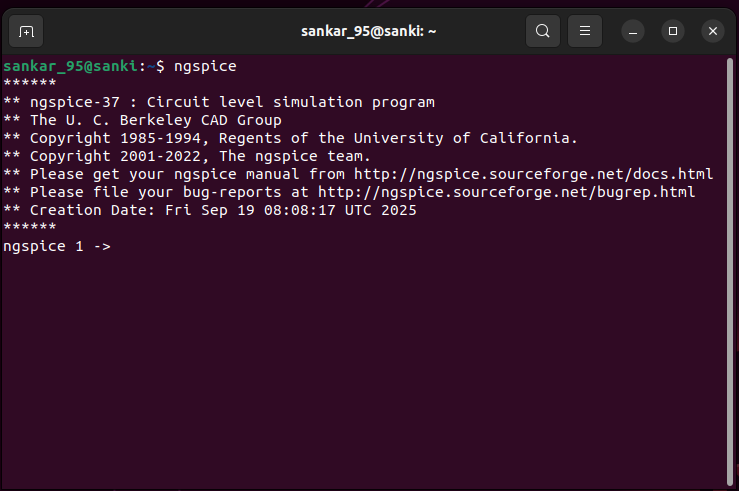 sankar_95@sanki: ~
sankar_95@sanki:~$ ngspice
******
** ngspice-37 : Circuit level simulation program
** The U. C. Berkeley CAD Group
** Copyright 1985-1994, Regents of the University of California.
** Copyright 2001-2022, The ngspice team.
** Please get your ngspice manual from http://ngspice.sourceforge.net/docs.html
** Please file your bug-reports at http://ngspice.sourceforge.net/bugrep.html
** Creation Date: Fri Sep 19 08:08:17 UTC 2025
******
ngspice 1 ->